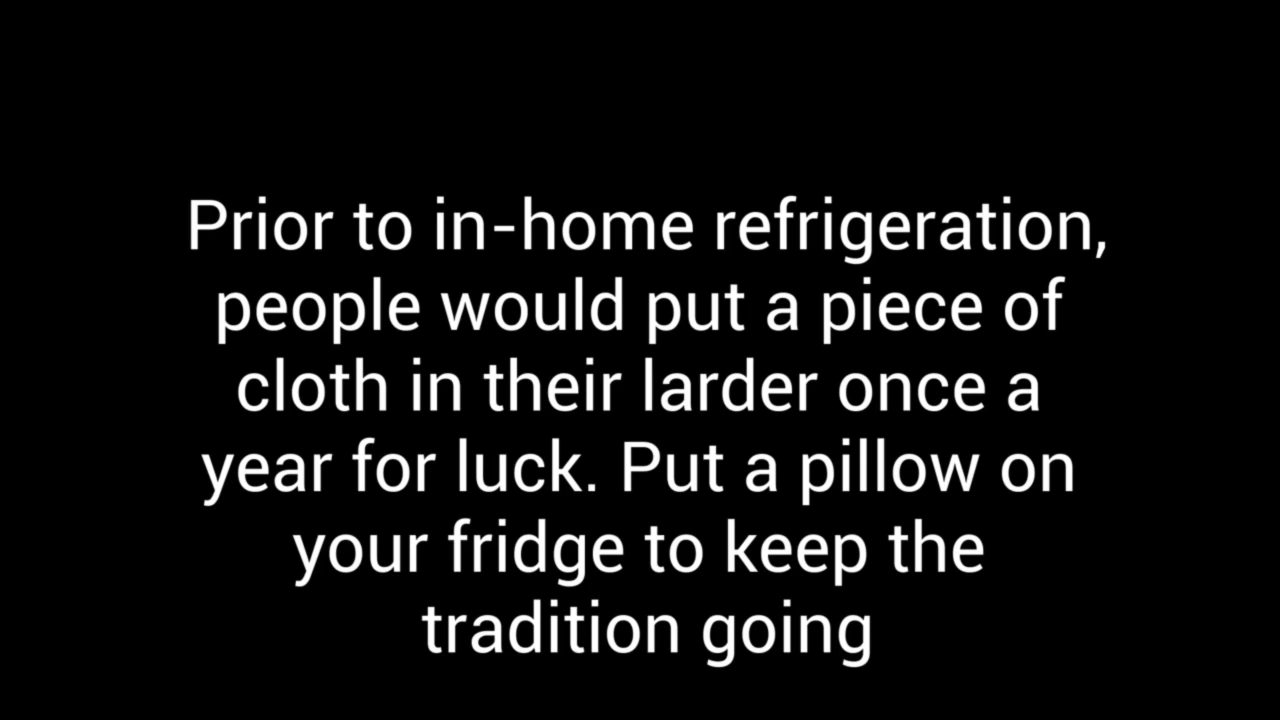 Prior to in-home refrigeration,
people would put a piece of
cloth in their larder once a
year for luck. Put a pillow on
your fridge to keep the
tradition going